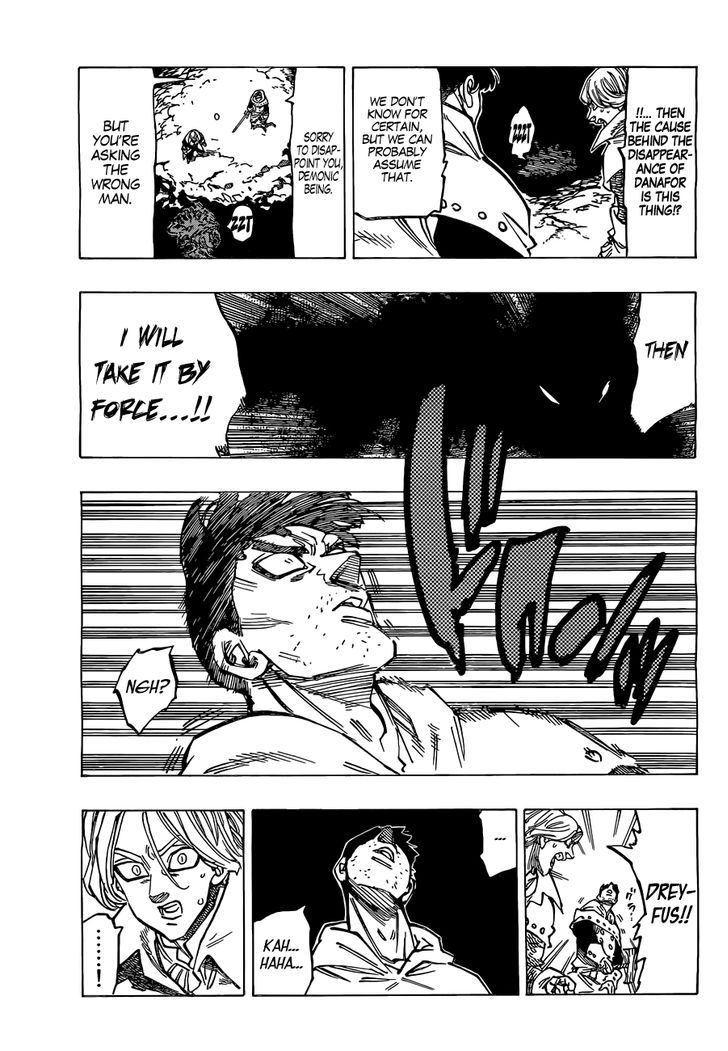 !!... THEN
THE CAUSE
BEHIND THE
DISAPPEAR-
ANCE OF
DANAFOR
IS THIS
THING!?
WE DON'T
KNOW FOR
CERTAIN,
BUT WE CAN
PROBABLY
ASSUME
THAT.
ZZZT
SORRY
TO DISAP-
POINT YOU,
DEMONIC
BEING.
ZZT
BUT
YOU'RE
ASKING
THE
WRONG
MAN.
THEN
I WILL
TAKE IT BY
FORCE...!!
NGH?
DREY-
FUS!!
...
KAH...
HAHA...
......!